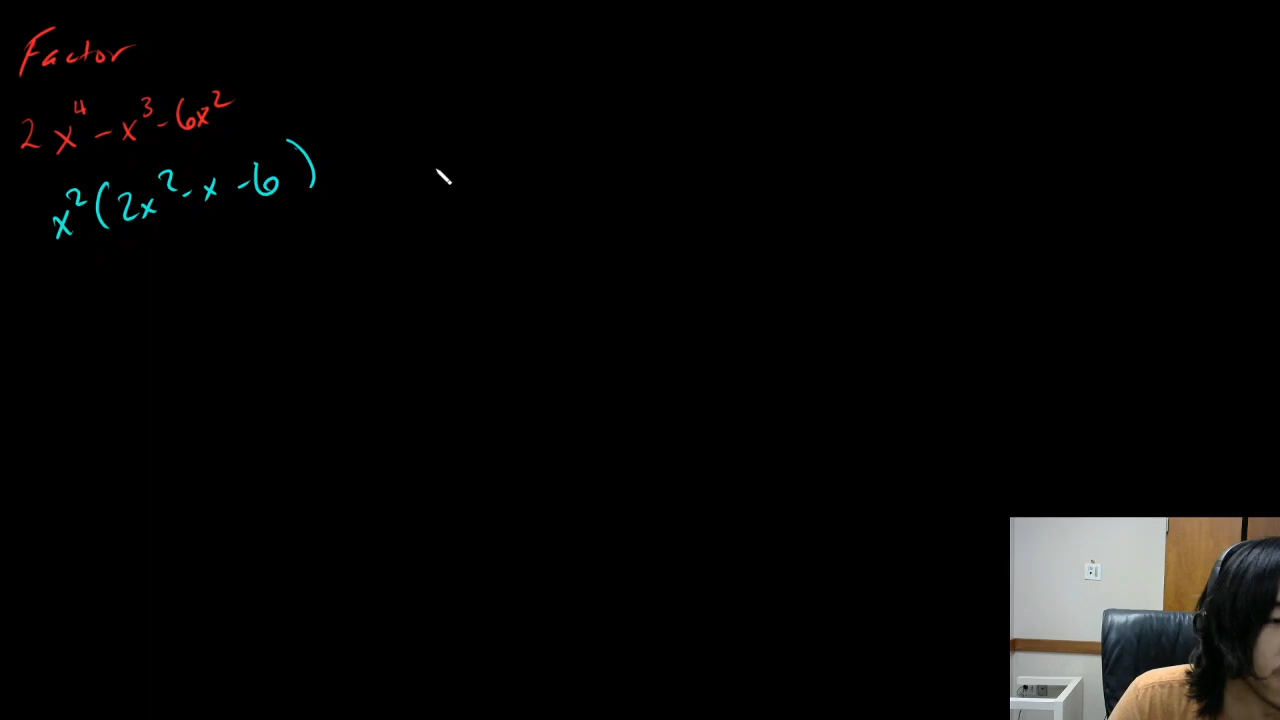 Factor
2x⁴ - x³ - 6x²
x²(2x² - x - 6)